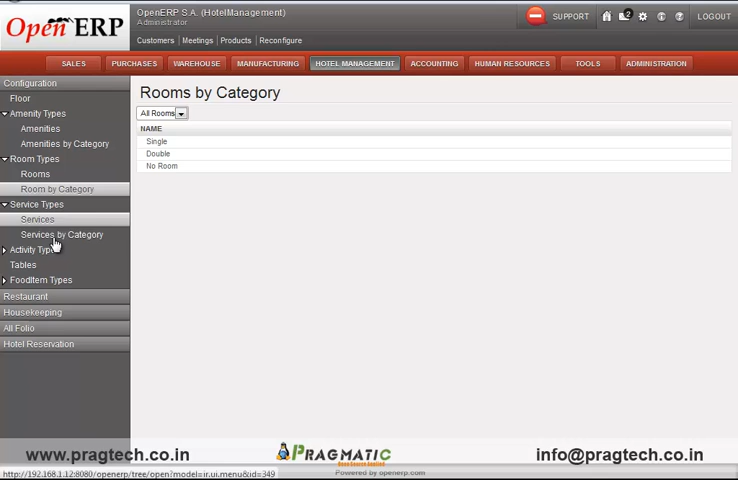 OpenERP
OpenERP S.A. (HotelManagement)
Administrator
SUPPORT
2
LOGOUT
Customers
Meetings
Products
Reconfigure
SALES
PURCHASES
WAREHOUSE
MANUFACTURING
HOTEL MANAGEMENT
ACCOUNTING
HUMAN RESOURCES
TOOLS
ADMINISTRATION
Configuration
Floor
Amenity Types
Amenities
Amenities by Category
Room Types
Rooms
Room by Category
Service Types
Services
Services by Category
Activity Types
Tables
FoodItem Types
Restaurant
Housekeeping
All Folio
Hotel Reservation
Rooms by Category
All Rooms
NAME
Single
Double
No Room
www.pragtech.co.in
PRAGMATIC
info@pragtech.co.in
http://192.168.1.12:8080/openerp/tree/open?model=ir.ui.menu&id=349
Powered by openerp.com